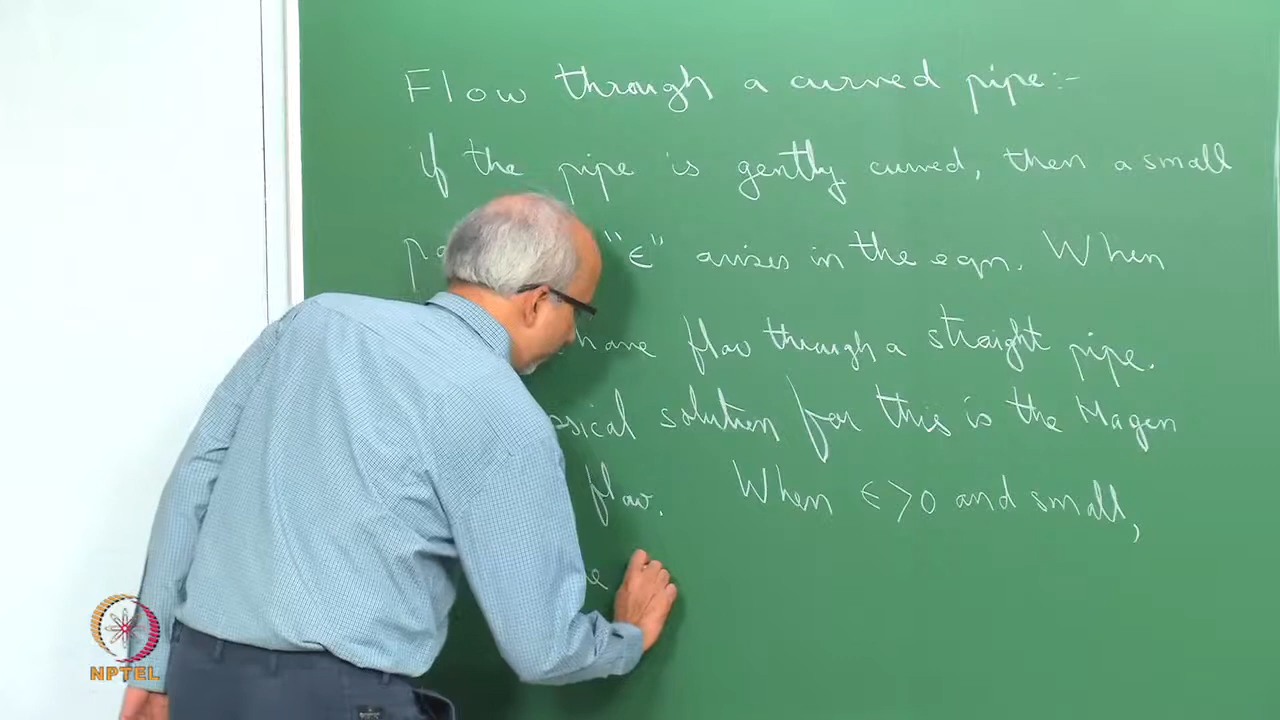 Flow through a curved pipe:-
if the pipe is gently curved, then a small
"ϵ" arises in the eqn. When
have flow through a straight pipe.
solution for this is the Hagen
flow. When ϵ>0 and small,
NPTEL